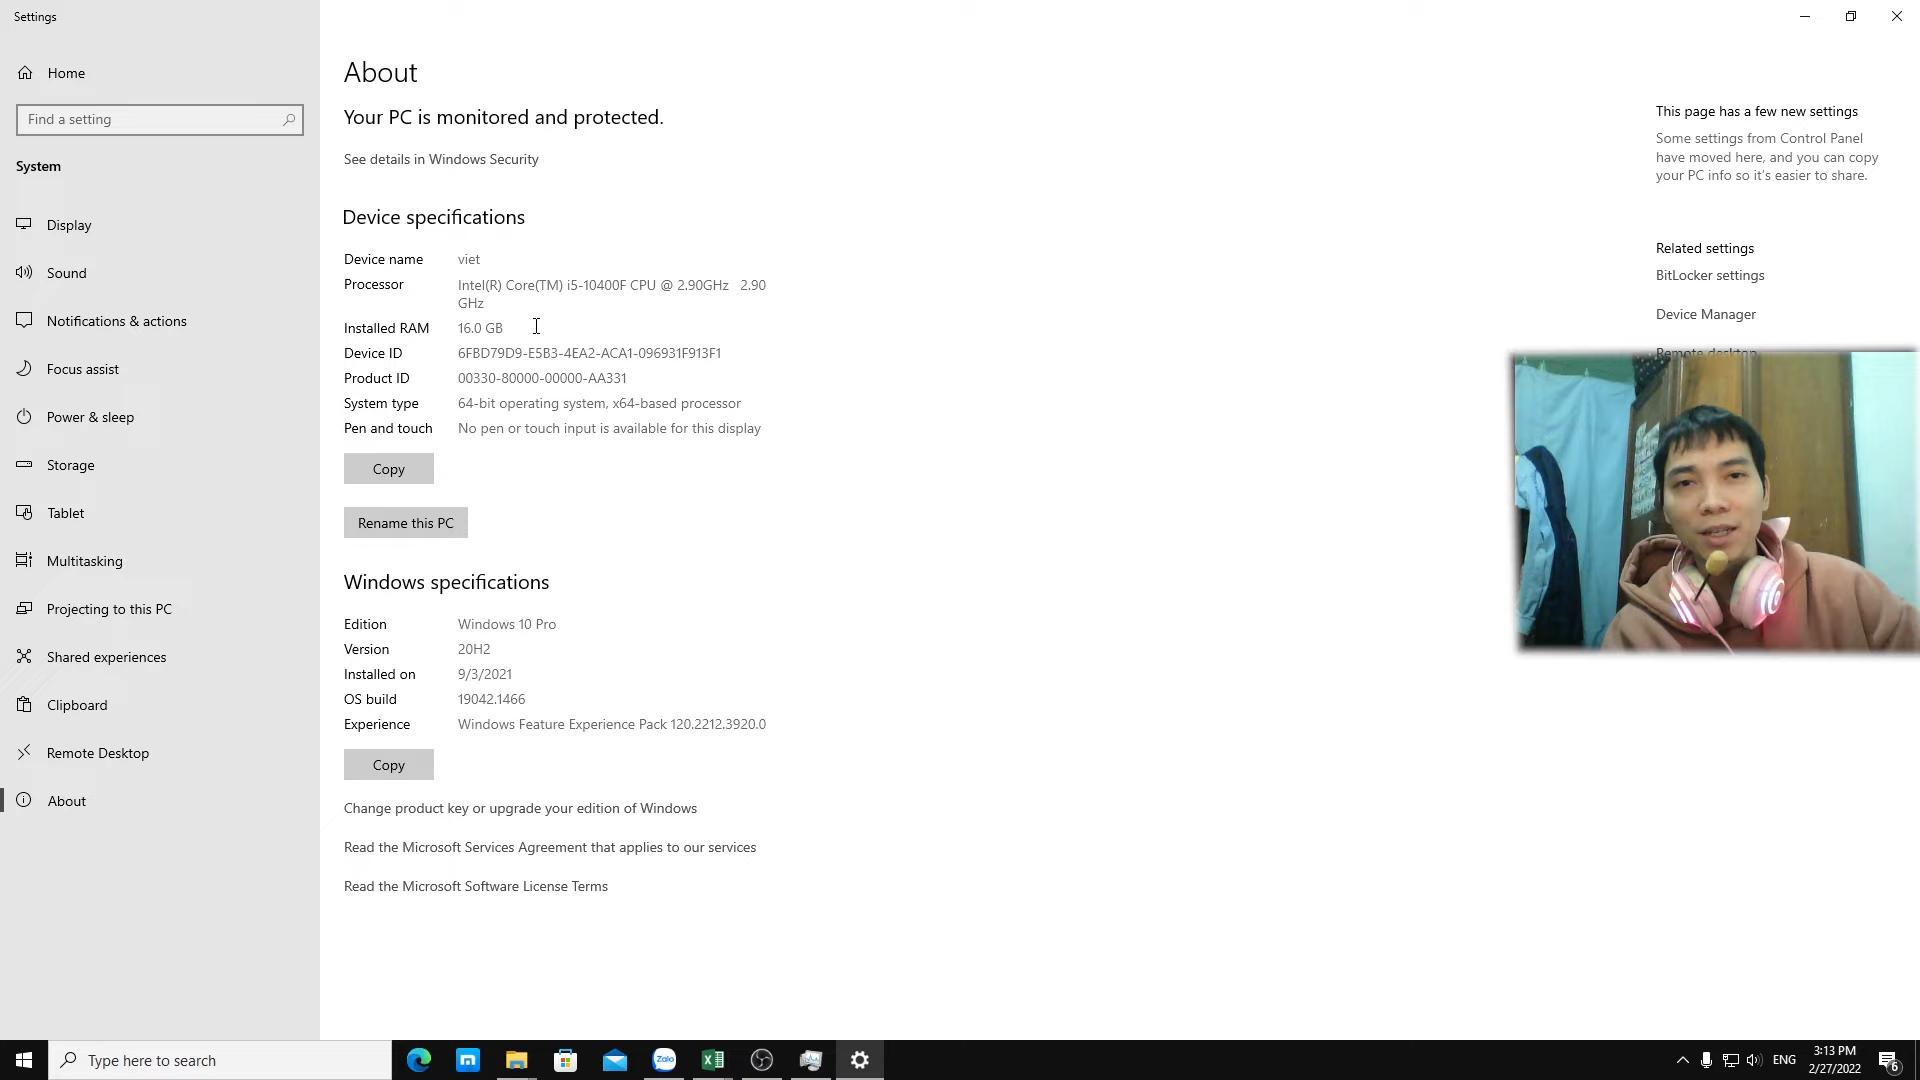 Settings
Home
Find a setting
System
Display
Sound
Notifications & actions
Focus assist
Power & sleep
Storage
Tablet
Multitasking
Projecting to this PC
Shared experiences
Clipboard
Remote Desktop
About
About
Your PC is monitored and protected.
See details in Windows Security
Device specifications
Device name viet
Processor Intel(R) Core(TM) i5-10400F CPU @ 2.90GHz 2.90
GHz
Installed RAM 16.0 GB
Device ID 6FBD79D9-E5B3-4EA2-ACA1-096931F913F1
Product ID 00330-80000-00000-AA331
System type 64-bit operating system, x64-based processor
Pen and touch No pen or touch input is available for this display
Copy
Rename this PC
Windows specifications
Edition Windows 10 Pro
Version 20H2
Installed on 9/3/2021
OS build 19042.1466
Experience Windows Feature Experience Pack 120.2212.3920.0
Copy
Change product key or upgrade your edition of Windows
Read the Microsoft Services Agreement that applies to our services
Read the Microsoft Software License Terms
This page has a few new settings
Some settings from Control Panel
have moved here, and you can copy
your PC info so it's easier to share.
Related settings
BitLocker settings
Device Manager
Remote desktop
Type here to search
Zalo
ENG
3:13 PM
2/27/2022
6